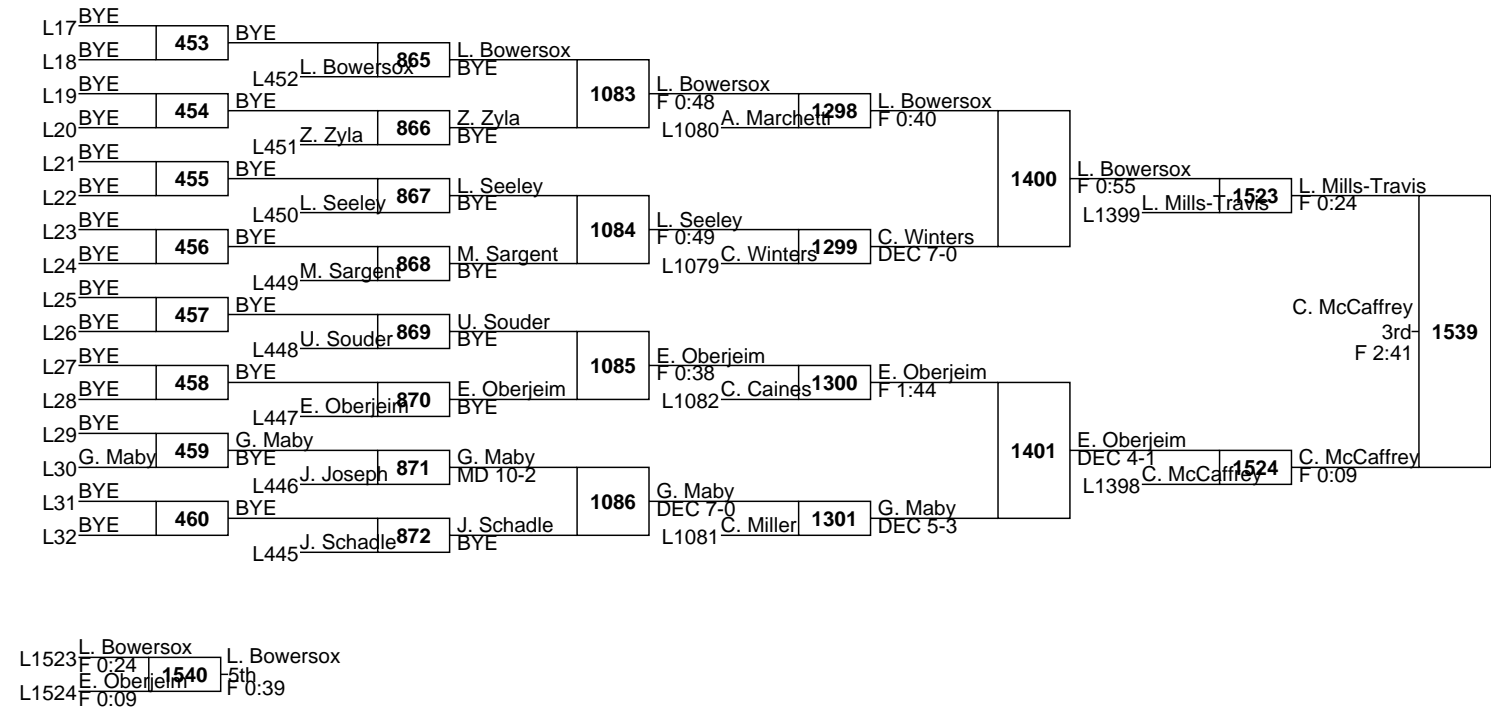 L17 BYE
453 BYE
L18 BYE
865 L. Bowersox
BYE
L452 L. Bowersox
L19 BYE
454 BYE
L20 BYE
866 Z. Zyla
BYE
L451 Z. Zyla
1083 L. Bowersox
F 0:48
L1080 A. Marchetti
1298 L. Bowersox
F 0:40
L21 BYE
455 BYE
L22 BYE
867 L. Seeley
BYE
L450 L. Seeley
L23 BYE
456 BYE
L24 BYE
868 M. Sargent
BYE
L449 M. Sargent
1084 L. Seeley
F 0:49
L1079 C. Winters
1299 C. Winters
DEC 7-0
1400 L. Bowersox
F 0:55
L1399 L. Mills-Travis
1523 L. Mills-Travis
F 0:24
L25 BYE
457 BYE
L26 BYE
869 U. Souder
BYE
L448 U. Souder
L27 BYE
458 BYE
L28 BYE
870 E. Oberjeim
BYE
L447 E. Oberjeim
1085 E. Oberjeim
F 0:38
L1082 C. Caines
1300 E. Oberjeim
F 1:44
L29 BYE
459 G. Maby
BYE
L30 G. Maby
871 G. Maby
MD 10-2
L446 J. Joseph
L31 BYE
460 BYE
L32 BYE
872 J. Schadle
BYE
L445 J. Schadle
1086 G. Maby
DEC 7-0
L1081 C. Miller
1301 G. Maby
DEC 5-3
1401 E. Oberjeim
DEC 4-1
L1398 C. McCaffrey
1524 C. McCaffrey
F 0:09
C. McCaffrey
3rd 1539
F 2:41
L1523 L. Bowersox
F 0:24
1540 L. Bowersox
5th
F 0:39
L1524 E. Oberjeim
F 0:09